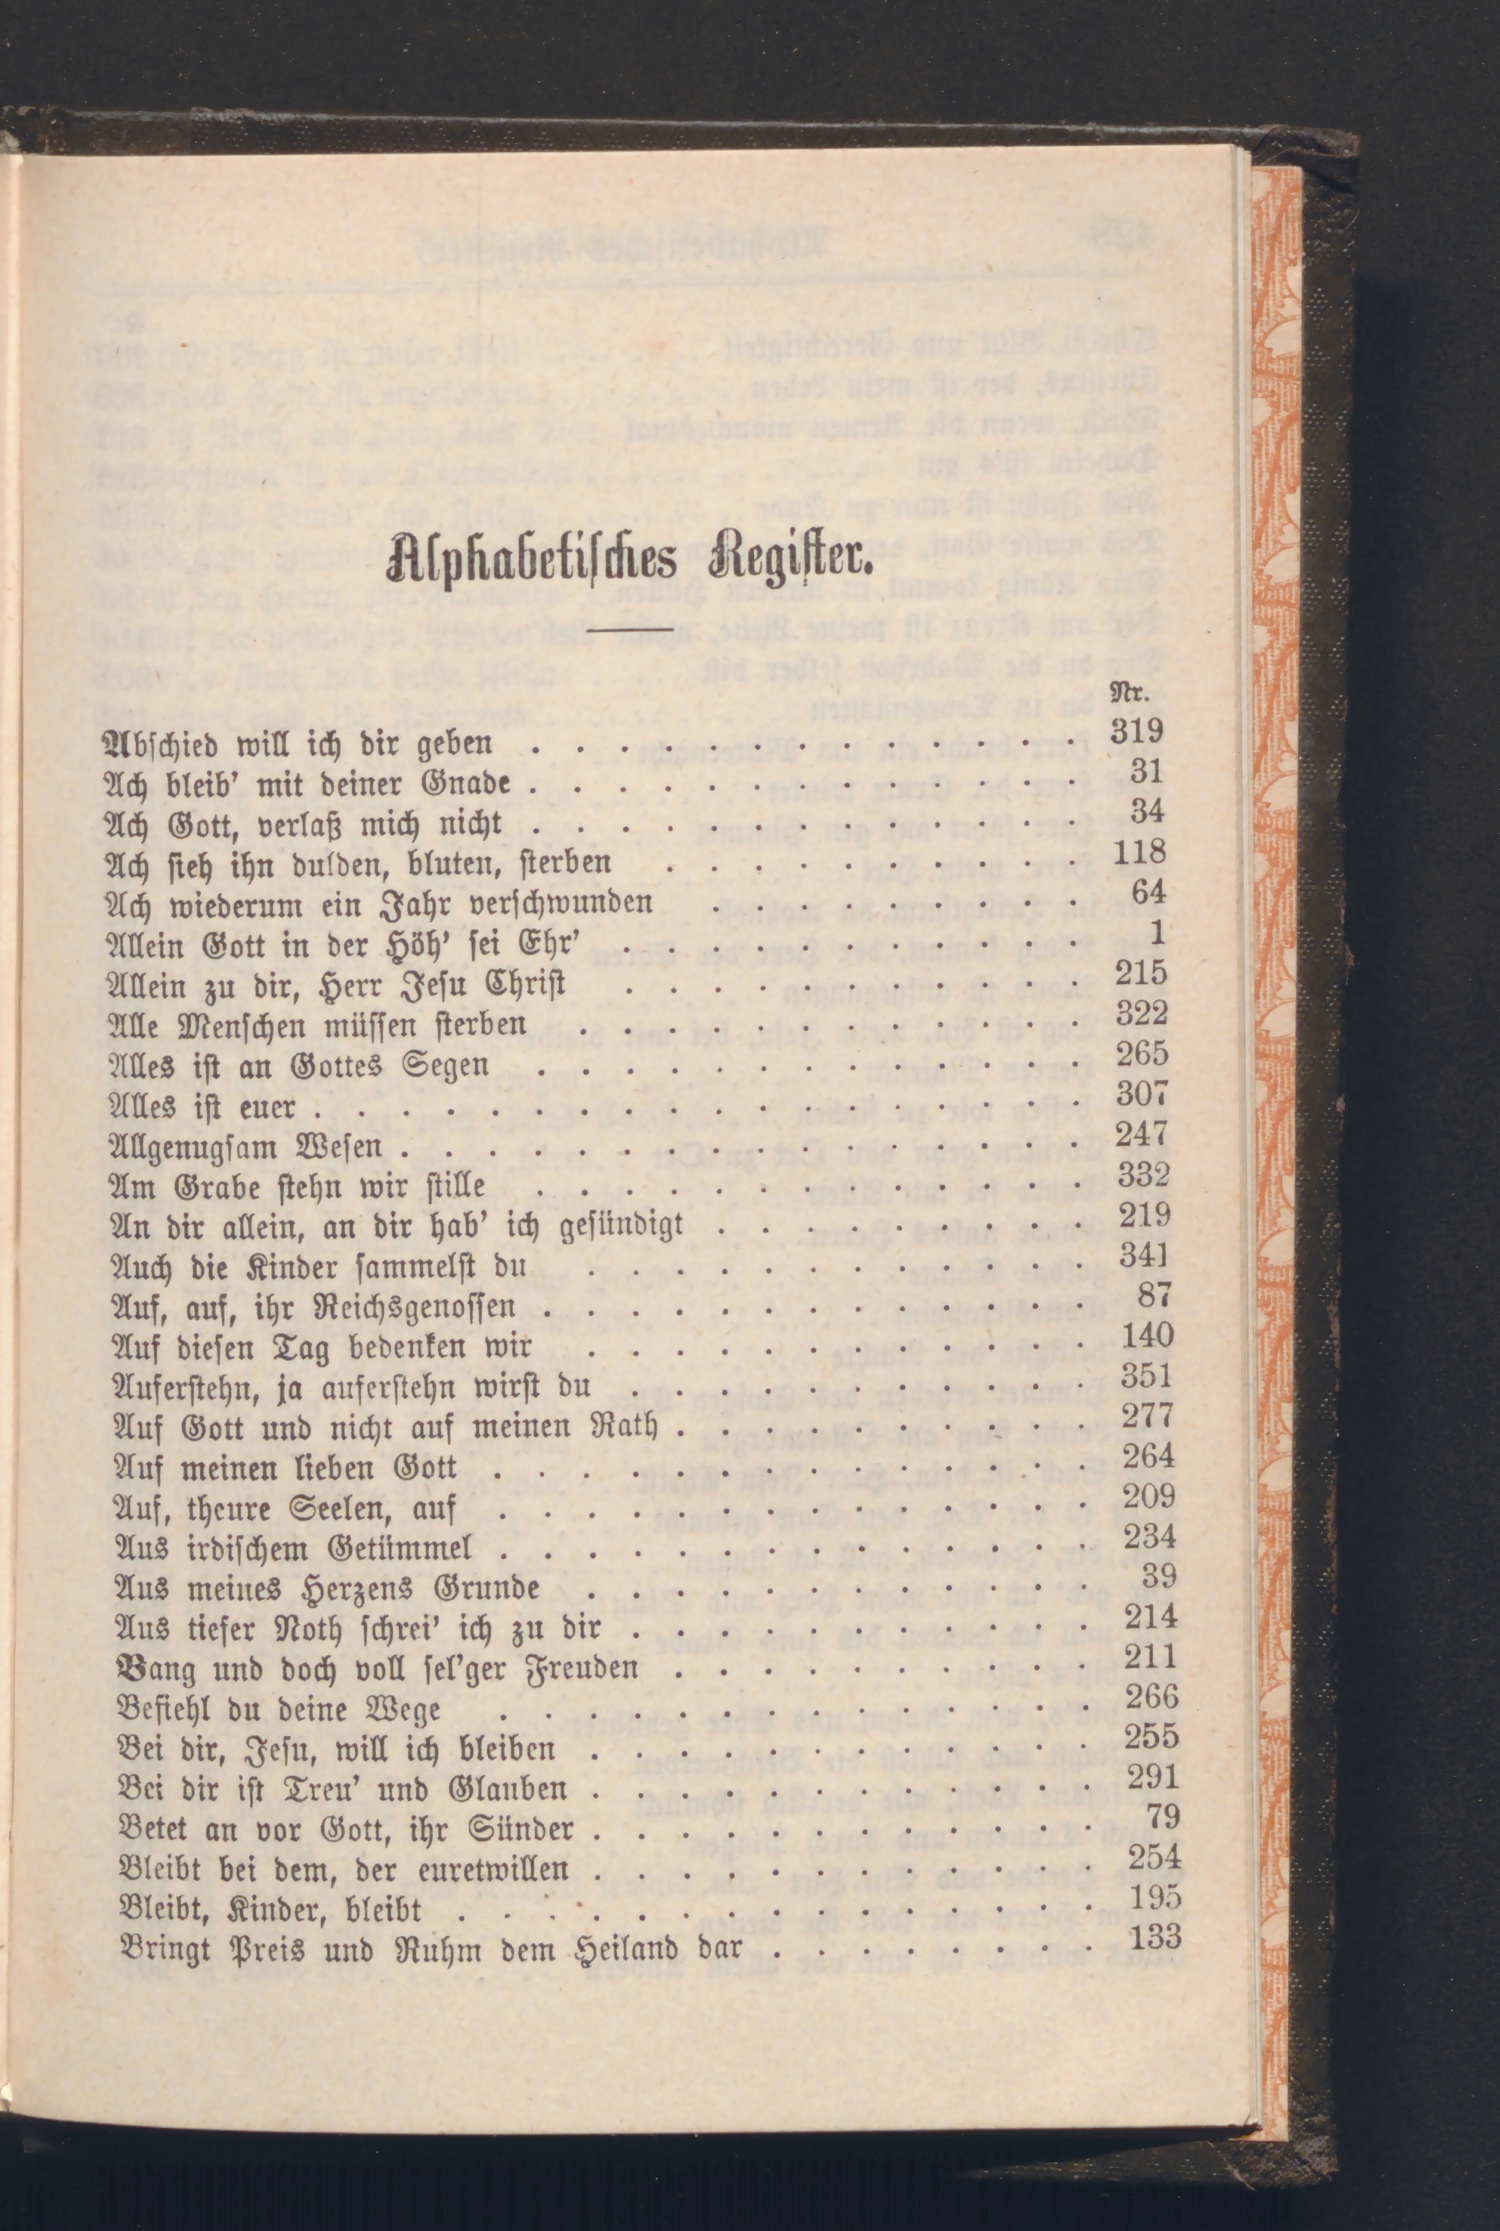 Alphabetisches Register.
Nr.
Abschied will ich dir geben . . . . . . . . . . . . . 319
Ach bleib' mit deiner Gnade . . . . . . . . . . . . . 31
Ach Gott, verlaß mich nicht . . . . . . . . . . . . . 34
Ach sieh ihn dulden, bluten, sterben . . . . . . . . . . 118
Ach wiederum ein Jahr verschwunden . . . . . . . . . 64
Allein Gott in der Höh' sei Ehr' . . . . . . . . . . . 1
Allein zu dir, Herr Jesu Christ . . . . . . . . . . . 215
Alle Menschen müssen sterben . . . . . . . . . . . . 322
Alles ist an Gottes Segen . . . . . . . . . . . . . 265
Alles ist euer . . . . . . . . . . . . . . . . . . 307
Allgenugsam Wesen . . . . . . . . . . . . . . . . 247
Am Grabe stehn wir stille . . . . . . . . . . . . . 332
An dir allein, an dir hab' ich gesündigt . . . . . . . . . 219
Auch die Kinder sammelst du . . . . . . . . . . . . 341
Auf, auf, ihr Reichsgenossen . . . . . . . . . . . . . 87
Auf diesen Tag bedenken wir . . . . . . . . . . . . 140
Auferstehn, ja auferstehn wirst du . . . . . . . . . . . 351
Auf Gott und nicht auf meinen Rath . . . . . . . . . . 277
Auf meinen lieben Gott . . . . . . . . . . . . . . 264
Auf, theure Seelen, auf . . . . . . . . . . . . . . 209
Aus irdischem Getümmel . . . . . . . . . . . . . . 234
Aus meines Herzens Grunde . . . . . . . . . . . . 39
Aus tiefer Noth schrei' ich zu dir . . . . . . . . . . . 214
Bang und doch voll sel'ger Freuden . . . . . . . . . . 211
Befiehl du deine Wege . . . . . . . . . . . . . . 266
Bei dir, Jesu, will ich bleiben . . . . . . . . . . . . 255
Bei dir ist Treu' und Glauben . . . . . . . . . . . . 291
Betet an vor Gott, ihr Sünder . . . . . . . . . . . . 79
Bleibt bei dem, der euretwillen . . . . . . . . . . . . 254
Bleibt, Kinder, bleibt . . . . . . . . . . . . . . . 195
Bringt Preis und Ruhm dem Heiland dar . . . . . . . . 133